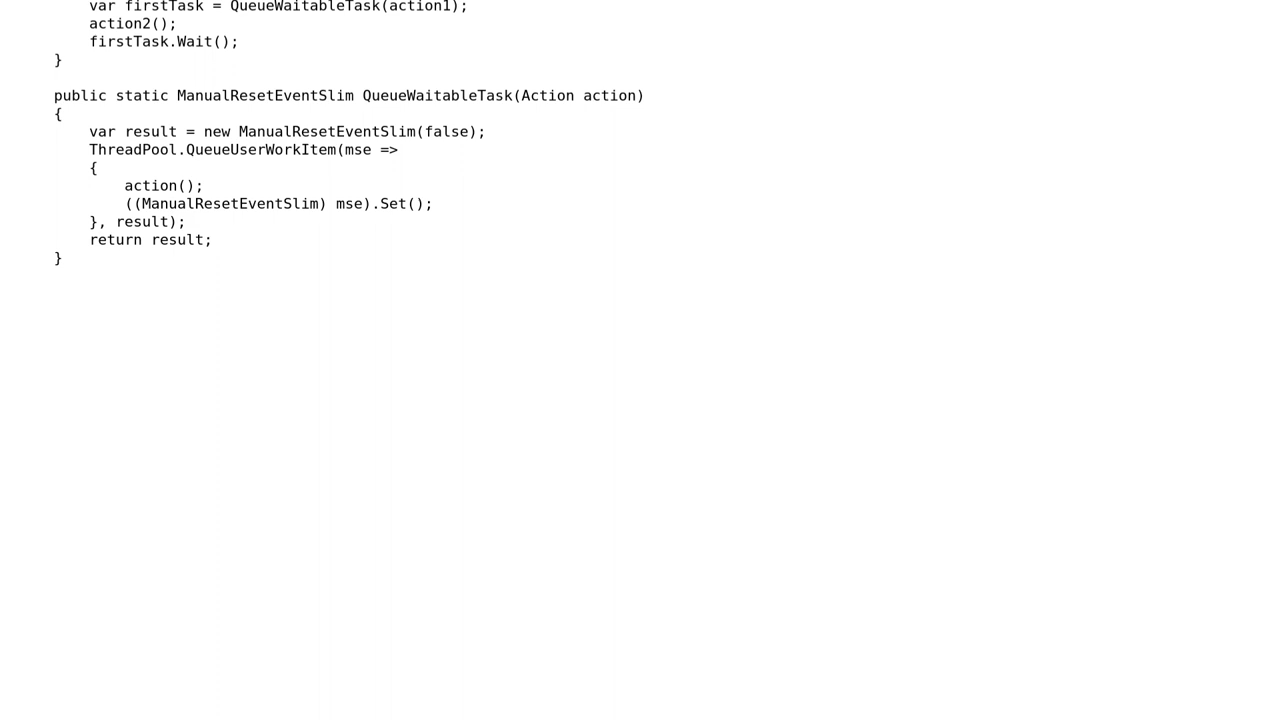 var firstTask = QueueWaitableTask(action1);
action2();
firstTask.Wait();
}
public static ManualResetEventSlim QueueWaitableTask(Action action)
{
var result = new ManualResetEventSlim(false);
ThreadPool.QueueUserWorkItem(mse =>
{
action();
((ManualResetEventSlim) mse).Set();
}, result);
return result;
}